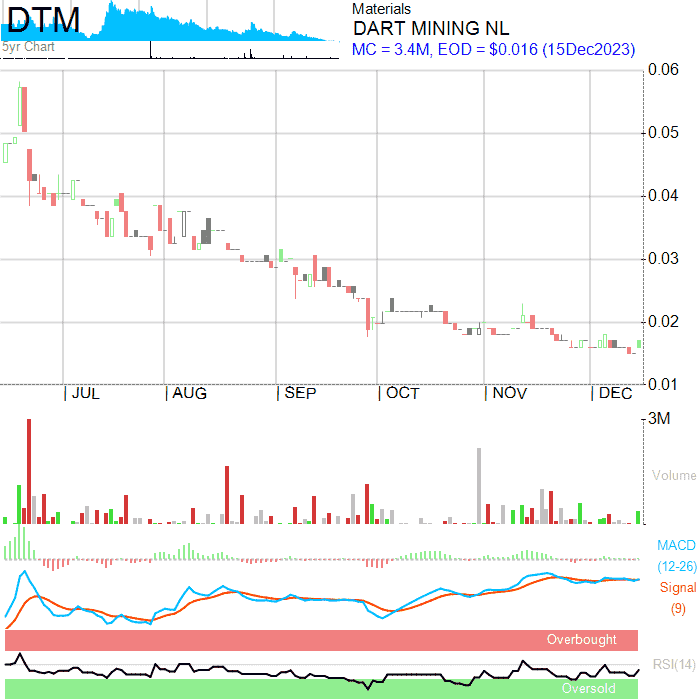 DTM
5yr Chart
Materials
DART MINING NL
MC = 3.4M, EOD = $0.016 (15Dec2023)
0.06
0.05
0.04
0.03
0.02
0.01
JUL
AUG
SEP
OCT
NOV
DEC
3M
Volume
MACD
(12-26)
Signal
(9)
Overbought
RSI(14)
Oversold